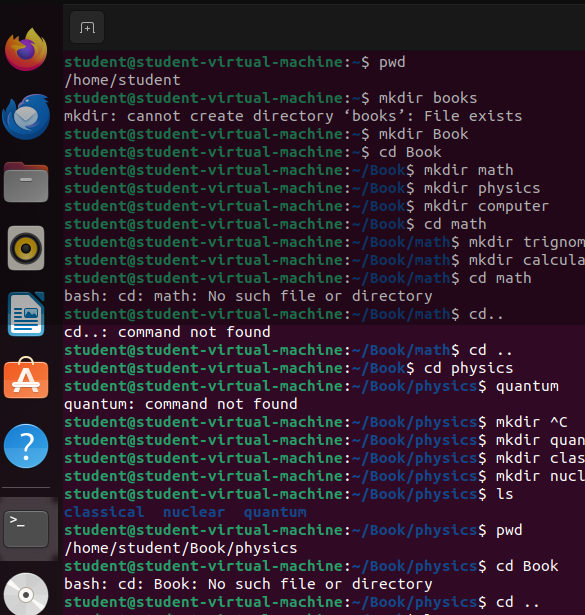 student@student-virtual-machine:~$ pwd
/home/student
student@student-virtual-machine:~$ mkdir books
mkdir: cannot create directory ‘books’: File exists
student@student-virtual-machine:~$ mkdir Book
student@student-virtual-machine:~$ cd Book
student@student-virtual-machine:~/Book$ mkdir math
student@student-virtual-machine:~/Book$ mkdir physics
student@student-virtual-machine:~/Book$ mkdir computer
student@student-virtual-machine:~/Book$ cd math
student@student-virtual-machine:~/Book/math$ mkdir trignom
student@student-virtual-machine:~/Book/math$ mkdir calcula
student@student-virtual-machine:~/Book/math$ cd math
bash: cd: math: No such file or directory
student@student-virtual-machine:~/Book/math$ cd..
cd..: command not found
student@student-virtual-machine:~/Book/math$ cd ..
student@student-virtual-machine:~/Book$ cd physics
student@student-virtual-machine:~/Book/physics$ quantum
quantum: command not found
student@student-virtual-machine:~/Book/physics$ mkdir ^C
student@student-virtual-machine:~/Book/physics$ mkdir quan
student@student-virtual-machine:~/Book/physics$ mkdir clas
student@student-virtual-machine:~/Book/physics$ mkdir nucl
student@student-virtual-machine:~/Book/physics$ ls
classical  nuclear  quantum
student@student-virtual-machine:~/Book/physics$ pwd
/home/student/Book/physics
student@student-virtual-machine:~/Book/physics$ cd Book
bash: cd: Book: No such file or directory
student@student-virtual-machine:~/Book/physics$ cd ..